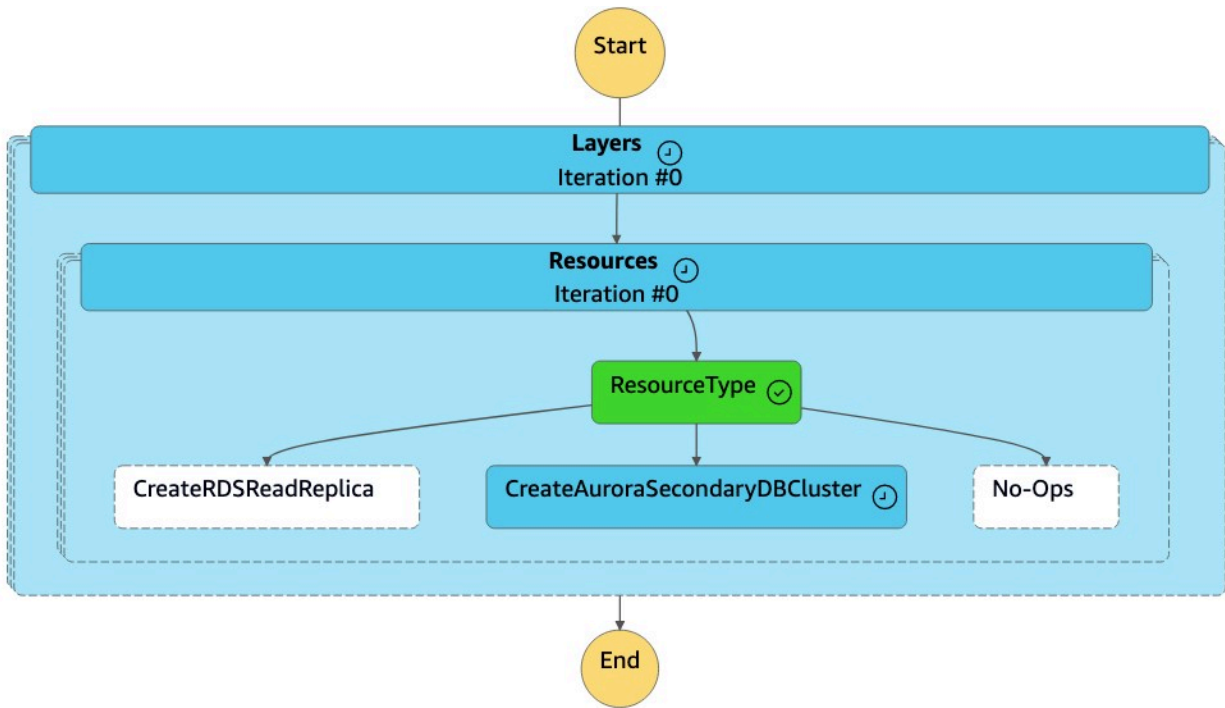 Start
Layers
Iteration #0
Resources
Iteration #0
ResourceType
CreateRDSReadReplica
CreateAuroraSecondaryDBCluster
No-Ops
End